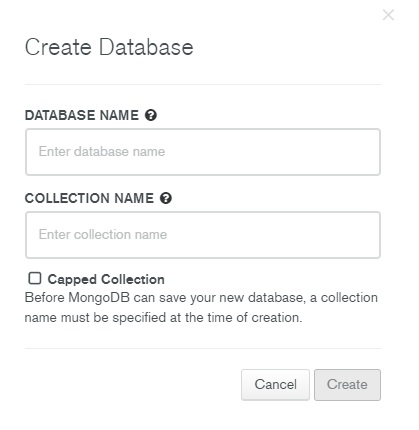 Create Database
DATABASE NAME
Enter database name
COLLECTION NAME
Enter collection name
Capped Collection
Before MongoDB can save your new database, a collection
name must be specified at the time of creation.
Cancel Create